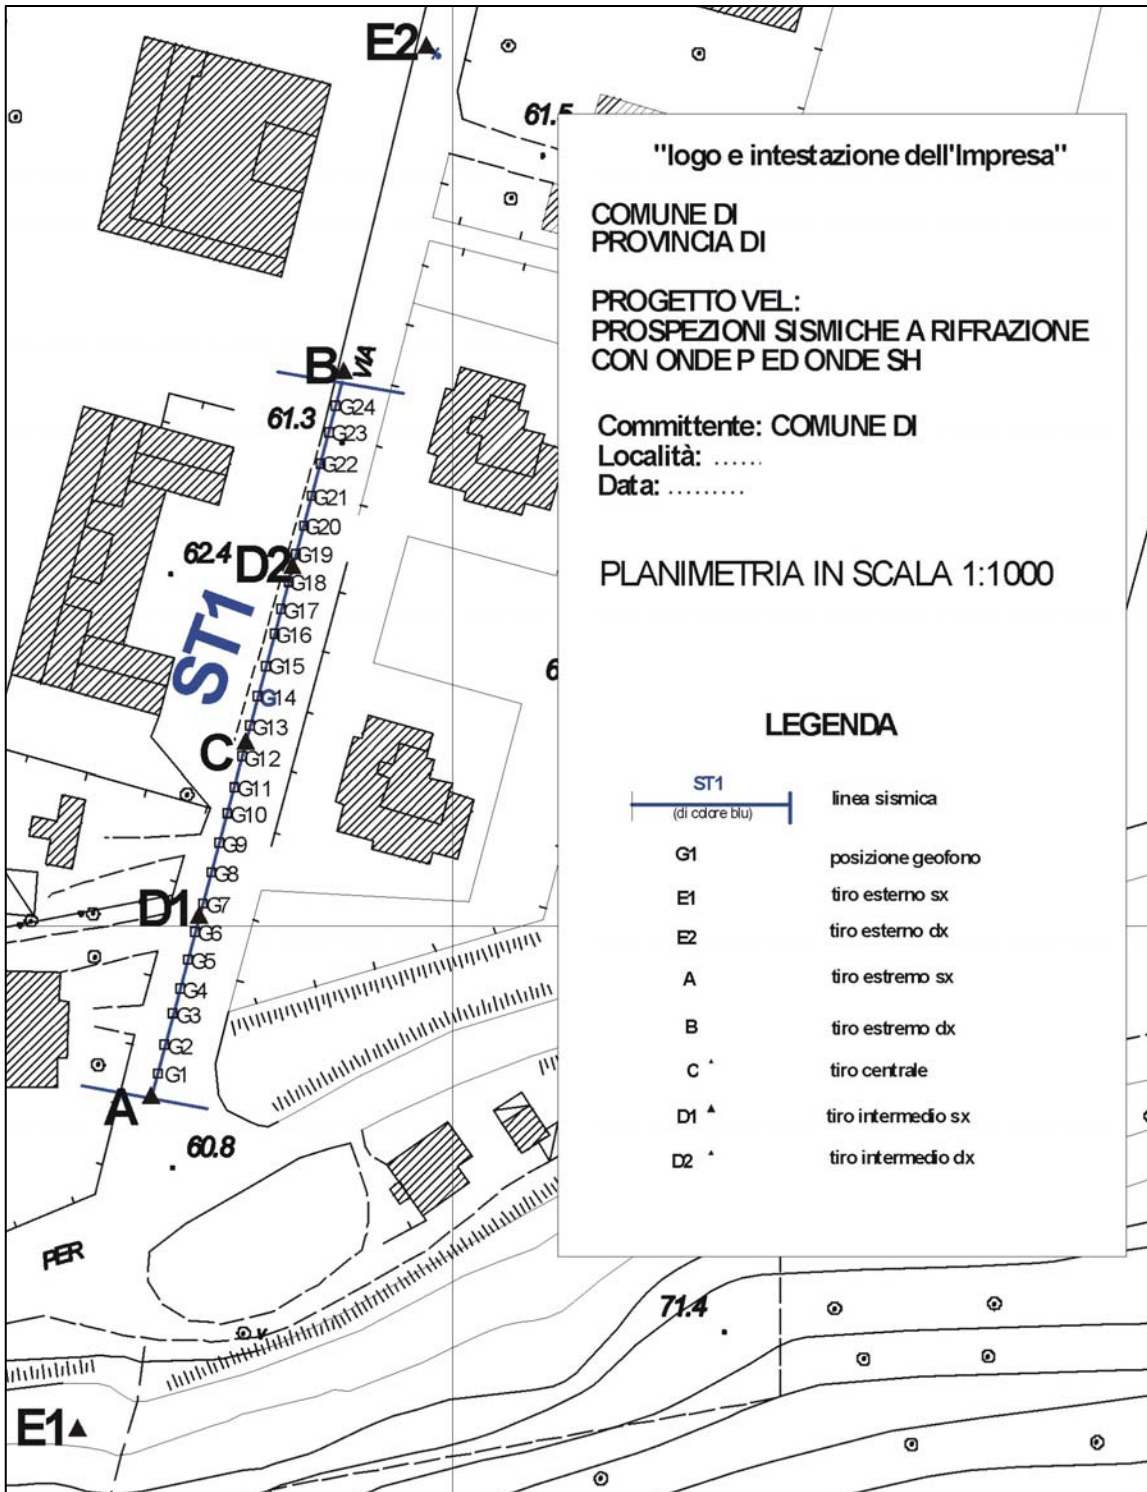 E2
61.5
"logo e intestazione dell'Impresa"
COMUNE DI
PROVINCIA DI
PROGETTO VEL:
PROSPEZIONI SISMICHE A RIFRAZIONE
CON ONDE P ED ONDE SH
Committente: COMUNE DI
Località: .....
Data: .........
PLANIMETRIA IN SCALA 1:1000
LEGENDA
ST1
(di colore blu)
linea sismica
G1 posizione geofono
E1 tiro esterno sx
E2 tiro esterno dx
A tiro estremo sx
B tiro estremo dx
C tiro centrale
D1 tiro intermedio sx
D2 tiro intermedio dx
B
VIA
G24
61.3
G23
G22
G21
G20
62.4
G19
D2
G18
G17
ST1
G16
G15
6
G14
G13
C
G12
G11
G10
G9
G8
G7
D1
G6
G5
G4
G3
G2
G1
A
60.8
PER
71.4
v
E1